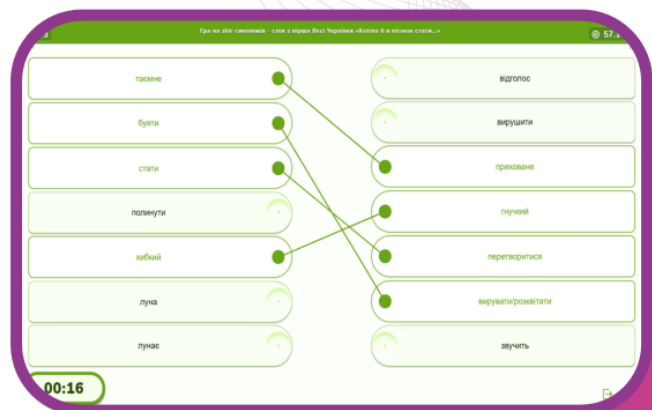 Гра на збіг синонімів - слів з вірша Лесі Українки «Хотіла б я піснею стати...»
таємне
буяти
стати
полинути
хибкий
луна
лунає
відголос
вирушити
приховане
гнучкий
перетворитися
вирувати/розквітати
звучить
00:16